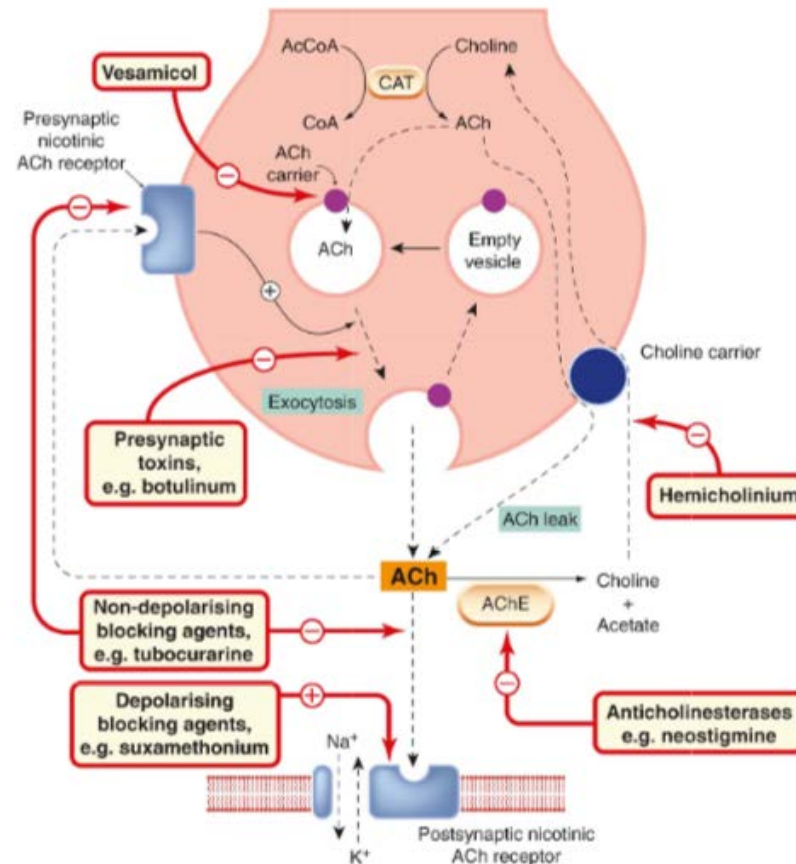 AcCoA
Choline
CAT
CoA
ACh
Vesamicol
Presynaptic
nicotinic
ACh receptor
ACh
carrier
−
−
ACh
Empty
vesicle
+
−
Exocytosis
Choline carrier
Presynaptic
toxins,
e.g. botulinum
−
Hemicholinium
ACh leak
ACh
AChE
Choline
+
Acetate
Non-depolarising
blocking agents,
e.g. tubocurarine
−
Depolarising
blocking agents,
e.g. suxamethonium
+
−
Anticholinesterases
e.g. neostigmine
Na⁺
K⁺
Postsynaptic nicotinic
ACh receptor